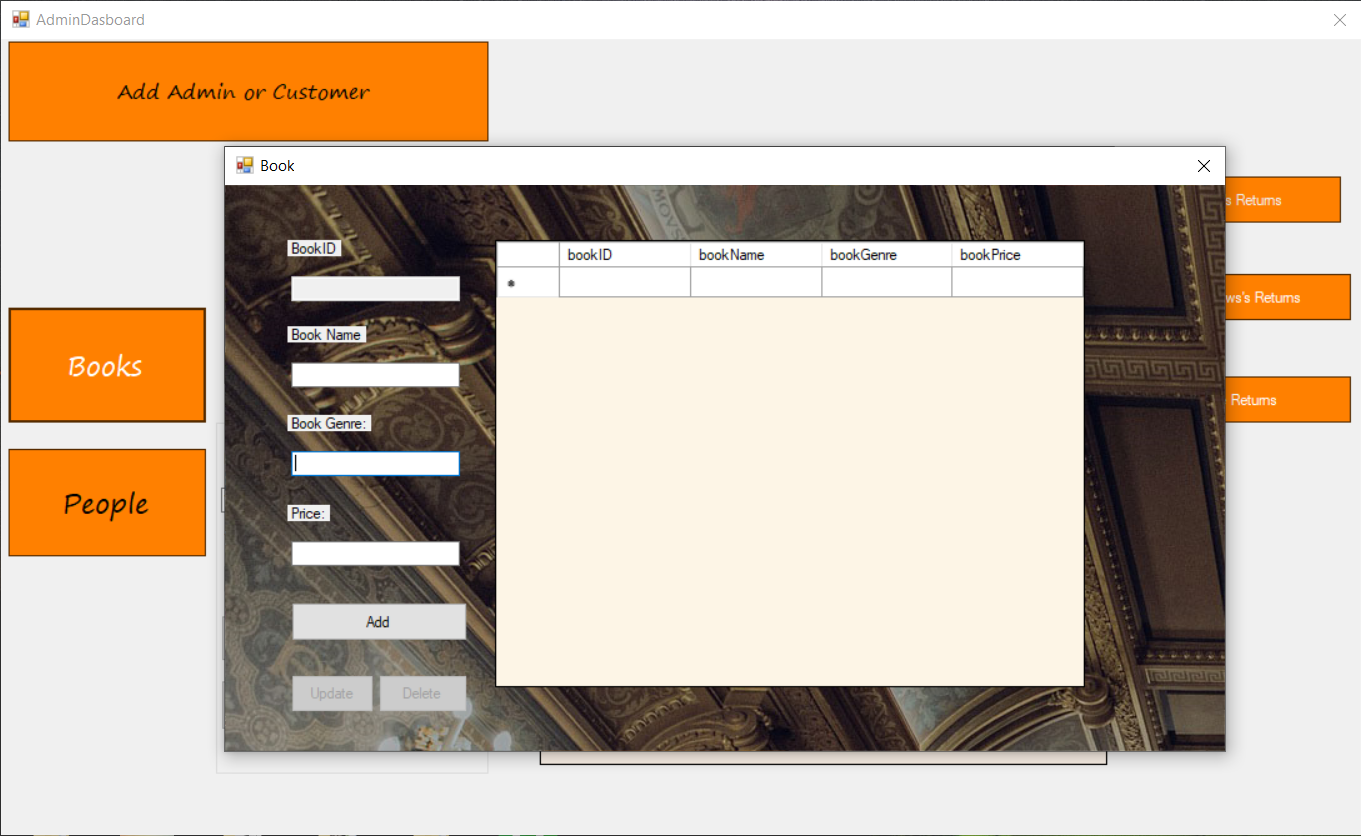 AdminDasboard
Add Admin or Customer
Book
s Returns
BookID
bookID bookName bookGenre bookPrice
ws's Returns
Book Name
Books
Returns
Book Genre:
People
Price:
Add
Update Delete